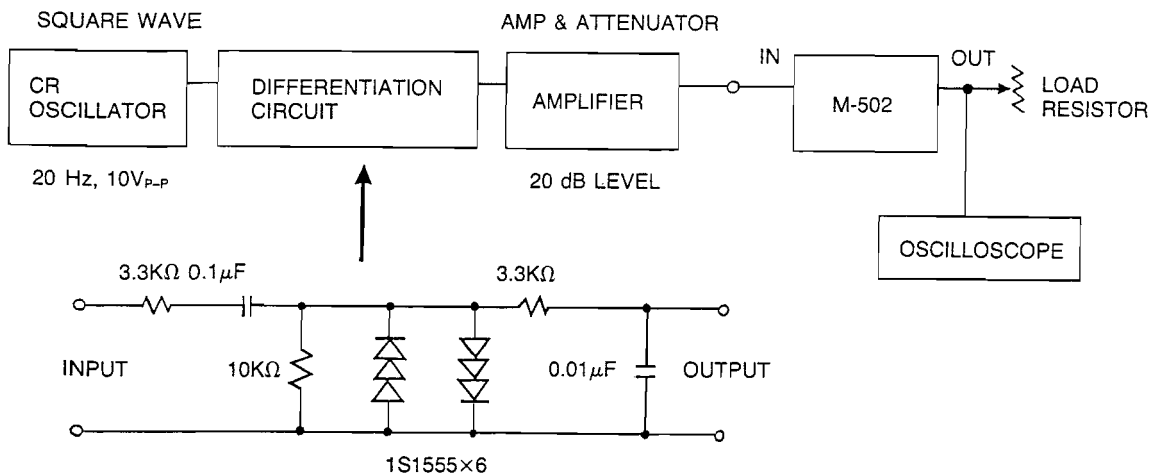 SQUARE WAVE
AMP & ATTENUATOR
CR
OSCILLATOR
DIFFERENTIATION
CIRCUIT
AMPLIFIER
IN
M-502
OUT
LOAD
RESISTOR
20 Hz, 10VP-P
20 dB LEVEL
OSCILLOSCOPE
3.3KΩ 0.1μF
3.3KΩ
INPUT
10KΩ
0.01μF
OUTPUT
1S1555×6